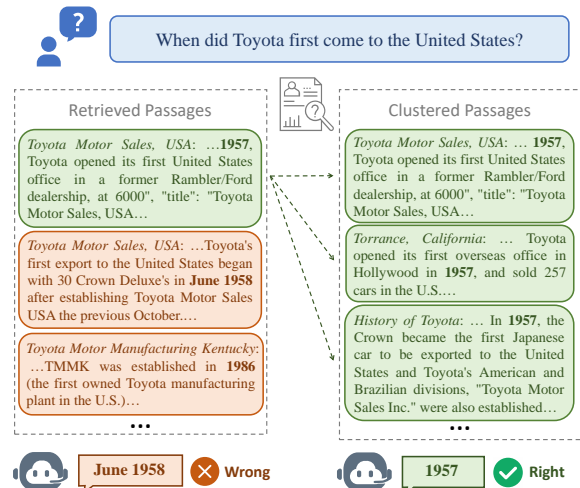 ?
When did Toyota first come to the United States?
Retrieved Passages
Toyota Motor Sales, USA: …1957,
Toyota opened its first United States
office in a former Rambler/Ford
dealership, at 6000", "title": "Toyota
Motor Sales, USA…
Toyota Motor Sales, USA: …Toyota's
first export to the United States began
with 30 Crown Deluxe's in June 1958
after establishing Toyota Motor Sales
USA the previous October.…
Toyota Motor Manufacturing Kentucky:
…TMMK was established in 1986
(the first owned Toyota manufacturing
plant in the U.S.)…
…
June 1958
Wrong
?
Clustered Passages
Toyota Motor Sales, USA: … 1957,
Toyota opened its first United States
office in a former Rambler/Ford
dealership, at 6000", "title": "Toyota
Motor Sales, USA…
Torrance, California: … Toyota
opened its first overseas office in
Hollywood in 1957, and sold 257
cars in the U.S.…
History of Toyota: … In 1957, the
Crown became the first Japanese
car to be exported to the United
States and Toyota's American and
Brazilian divisions, "Toyota Motor
Sales Inc." were also established…
…
1957
Right